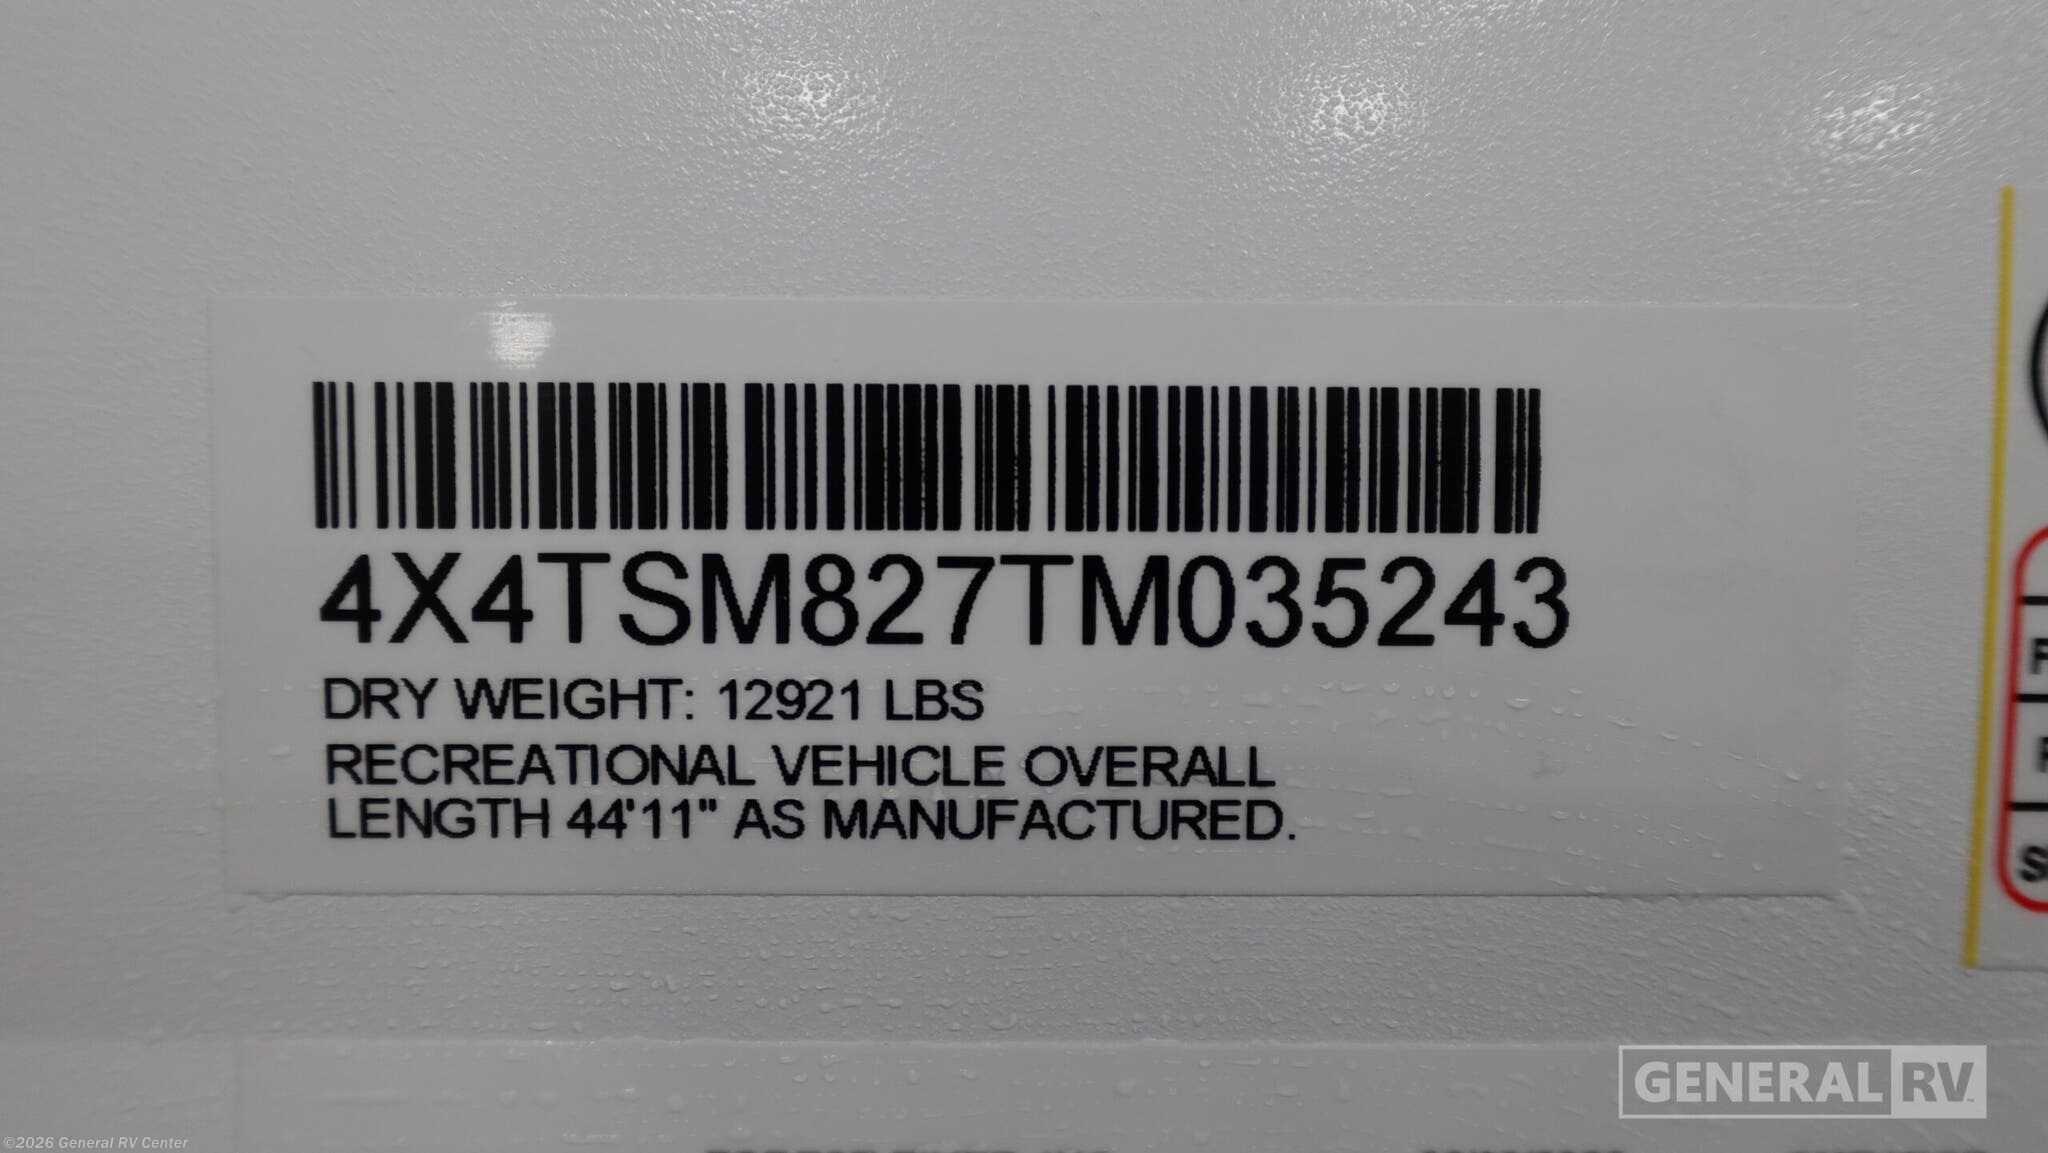 4X4TSM827TM035243
DRY WEIGHT: 12921 LBS
RECREATIONAL VEHICLE OVERALL
LENGTH 44'11" AS MANUFACTURED.
GENERAL RV
©2026 General RV Center